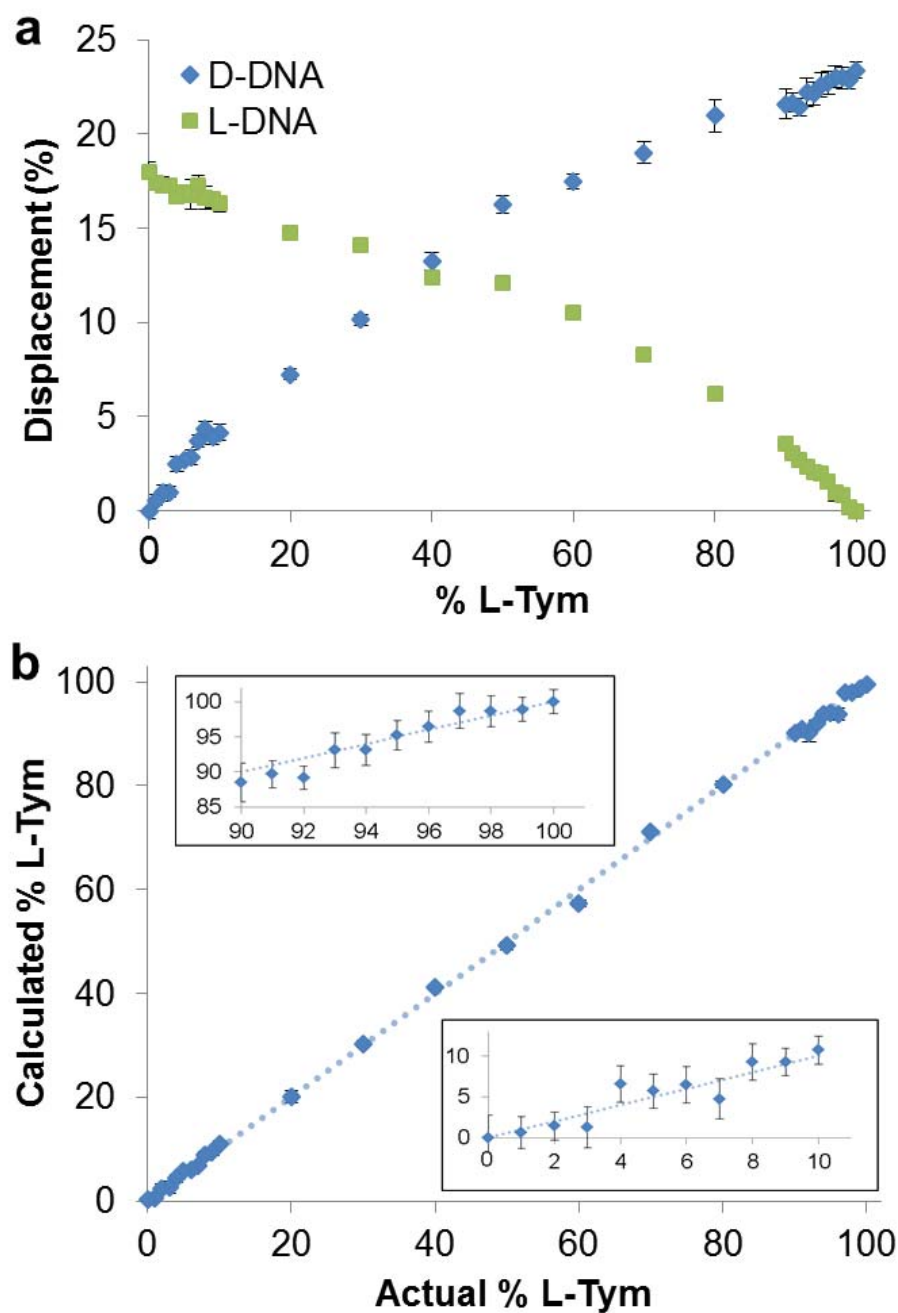 a
25
20
15
10
5
0
D-DNA
L-DNA
Displacement (%)
0 20 40 60 80 100
% L-Tym
b
100
80
60
40
20
0
Calculated % L-Tym
100
95
90
85
90 92 94 96 98 100
10
5
0
0 2 4 6 8 10
0 20 40 60 80 100
Actual % L-Tym